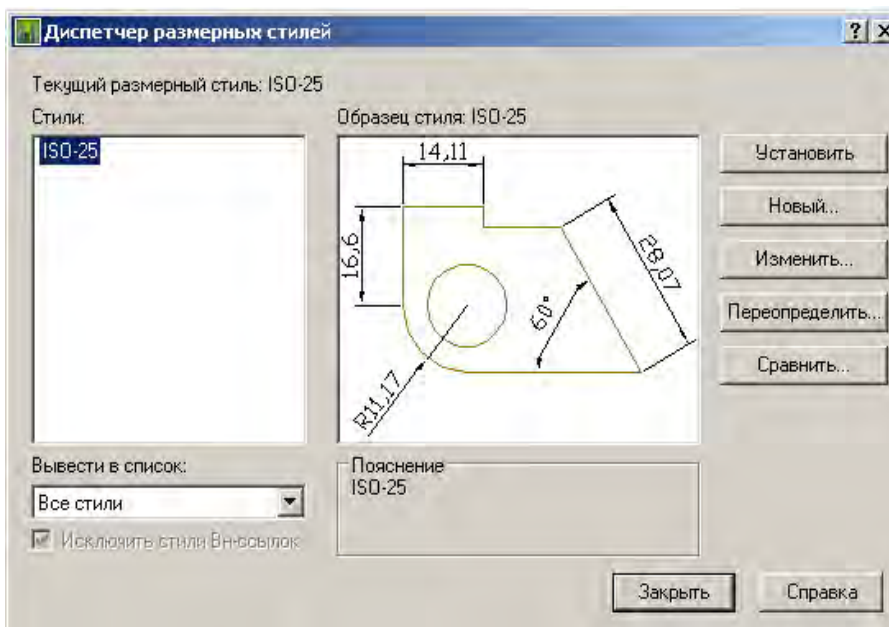 Диспетчер размерных стилей
Текущий размерный стиль: ISO-25
Стили:
ISO-25
Образец стиля: ISO-25
14,11
16,6
28,07
60°
R11,17
Установить
Новый...
Изменить...
Переопределить...
Сравнить...
Вывести в список:
Все стили
Исключить стили Вн-ссылок
Пояснение
ISO-25
Закрыть
Справка